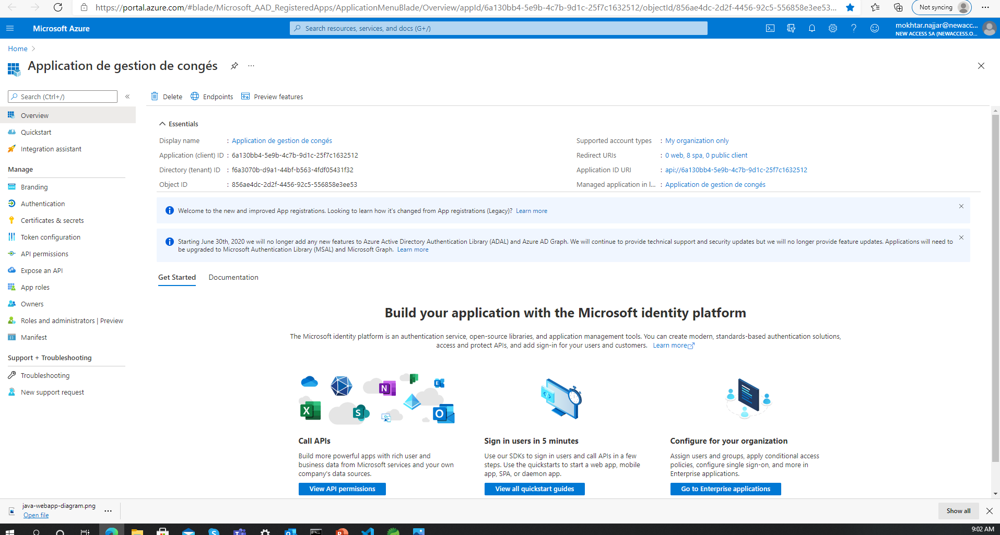 https://portal.azure.com/#blade/Microsoft_AAD_RegisteredApps/ApplicationMenuBlade/Overview/appId/6a130bb4-5e9b-4c7b-9d1c-25f7c1632512/objectId/856ae4dc-2d2f-4456-92c5-556858e3ee53...
Not syncing
Microsoft Azure
Search resources, services, and docs (G+/)
mokhtar.najjar@newacc...
NEW ACCESS SA (NEWACCESS.O...
Home
Application de gestion de congés
Search (Ctrl+/)
Delete
Endpoints
Preview features
Overview
Quickstart
Integration assistant
Manage
Branding
Authentication
Certificates & secrets
Token configuration
API permissions
Expose an API
App roles
Owners
Roles and administrators | Preview
Manifest
Support + Troubleshooting
Troubleshooting
New support request
Essentials
Display name : Application de gestion de congés
Application (client) ID : 6a130bb4-5e9b-4c7b-9d1c-25f7c1632512
Directory (tenant) ID : f6a3070b-d9a1-44bf-b563-4fdf05431f32
Object ID : 856ae4dc-2d2f-4456-92c5-556858e3ee53
Supported account types : My organization only
Redirect URIs : 0 web, 8 spa, 0 public client
Application ID URI : api://6a130bb4-5e9b-4c7b-9d1c-25f7c1632512
Managed application in l... : Application de gestion de congés
Welcome to the new and improved App registrations. Looking to learn how it's changed from App registrations (Legacy)? Learn more
Starting June 30th, 2020 we will no longer add any new features to Azure Active Directory Authentication Library (ADAL) and Azure AD Graph. We will continue to provide technical support and security updates but we will no longer provide feature updates. Applications will need to
be upgraded to Microsoft Authentication Library (MSAL) and Microsoft Graph. Learn more
Get Started
Documentation
Build your application with the Microsoft identity platform
The Microsoft identity platform is an authentication service, open-source libraries, and application management tools. You can create modern, standards-based authentication solutions,
access and protect APIs, and add sign-in for your users and customers. Learn more
N
E
X
S
O
Call APIs
Build more powerful apps with rich user and
business data from Microsoft services and your own
company's data sources.
View API permissions
Sign in users in 5 minutes
Use our SDKs to sign in users and call APIs in a few
steps. Use the quickstarts to start a web app, mobile
app, SPA, or daemon app.
View all quickstart guides
Configure for your organization
Assign users and groups, apply conditional access
policies, configure single sign-on, and more in
Enterprise applications.
Go to Enterprise applications
java-webapp-diagram.png
Open file
Show all
9:02 AM